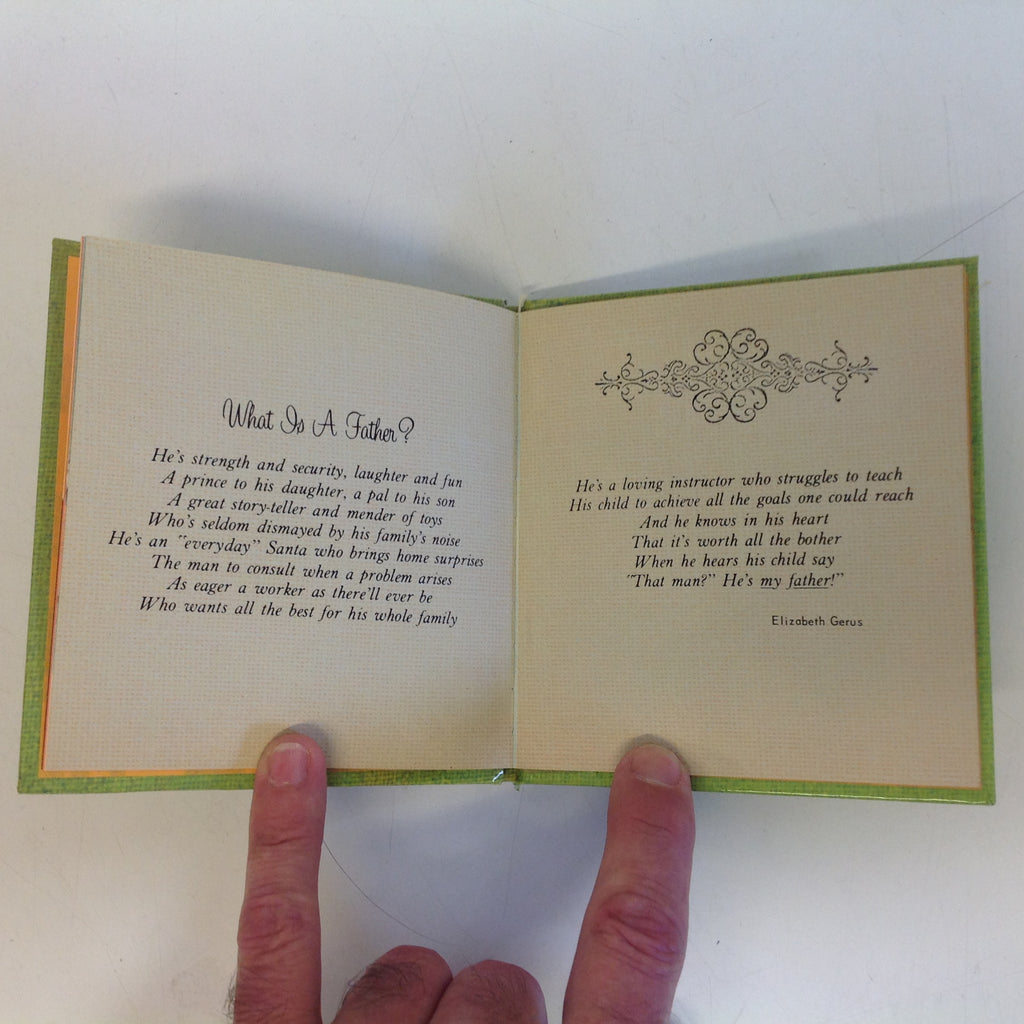 What Is A Father?
He's strength and security, laughter and fun
A prince to his daughter, a pal to his son
A great story-teller and mender of toys
Who's seldom dismayed by his family's noise
He's an "everyday" Santa who brings home surprises
The man to consult when a problem arises
As eager a worker as there'll ever be
Who wants all the best for his whole family
He's a loving instructor who struggles to teach
His child to achieve all the goals one could reach
And he knows in his heart
That it's worth all the bother
When he hears his child say
"That man?" He's my father!"
Elizabeth Gerus